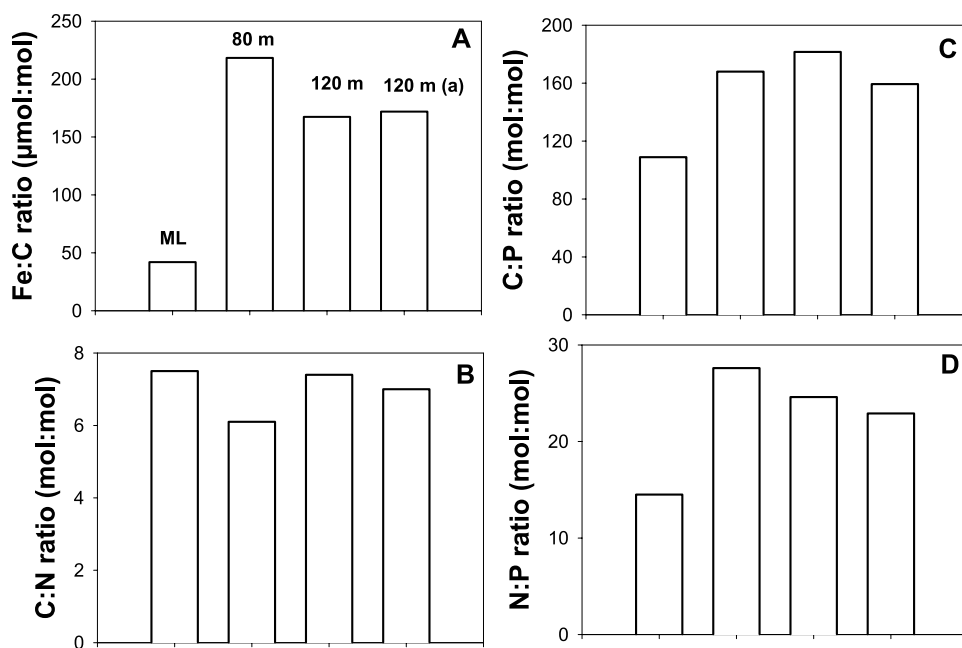 Fe:C ratio (µmol:mol)
250
200
150
100
50
0
A
ML
80 m
120 m
120 m (a)
C:P ratio (mol:mol)
200
160
120
80
40
0
C
C:N ratio (mol:mol)
8
6
4
2
0
B
N:P ratio (mol:mol)
30
20
10
0
D